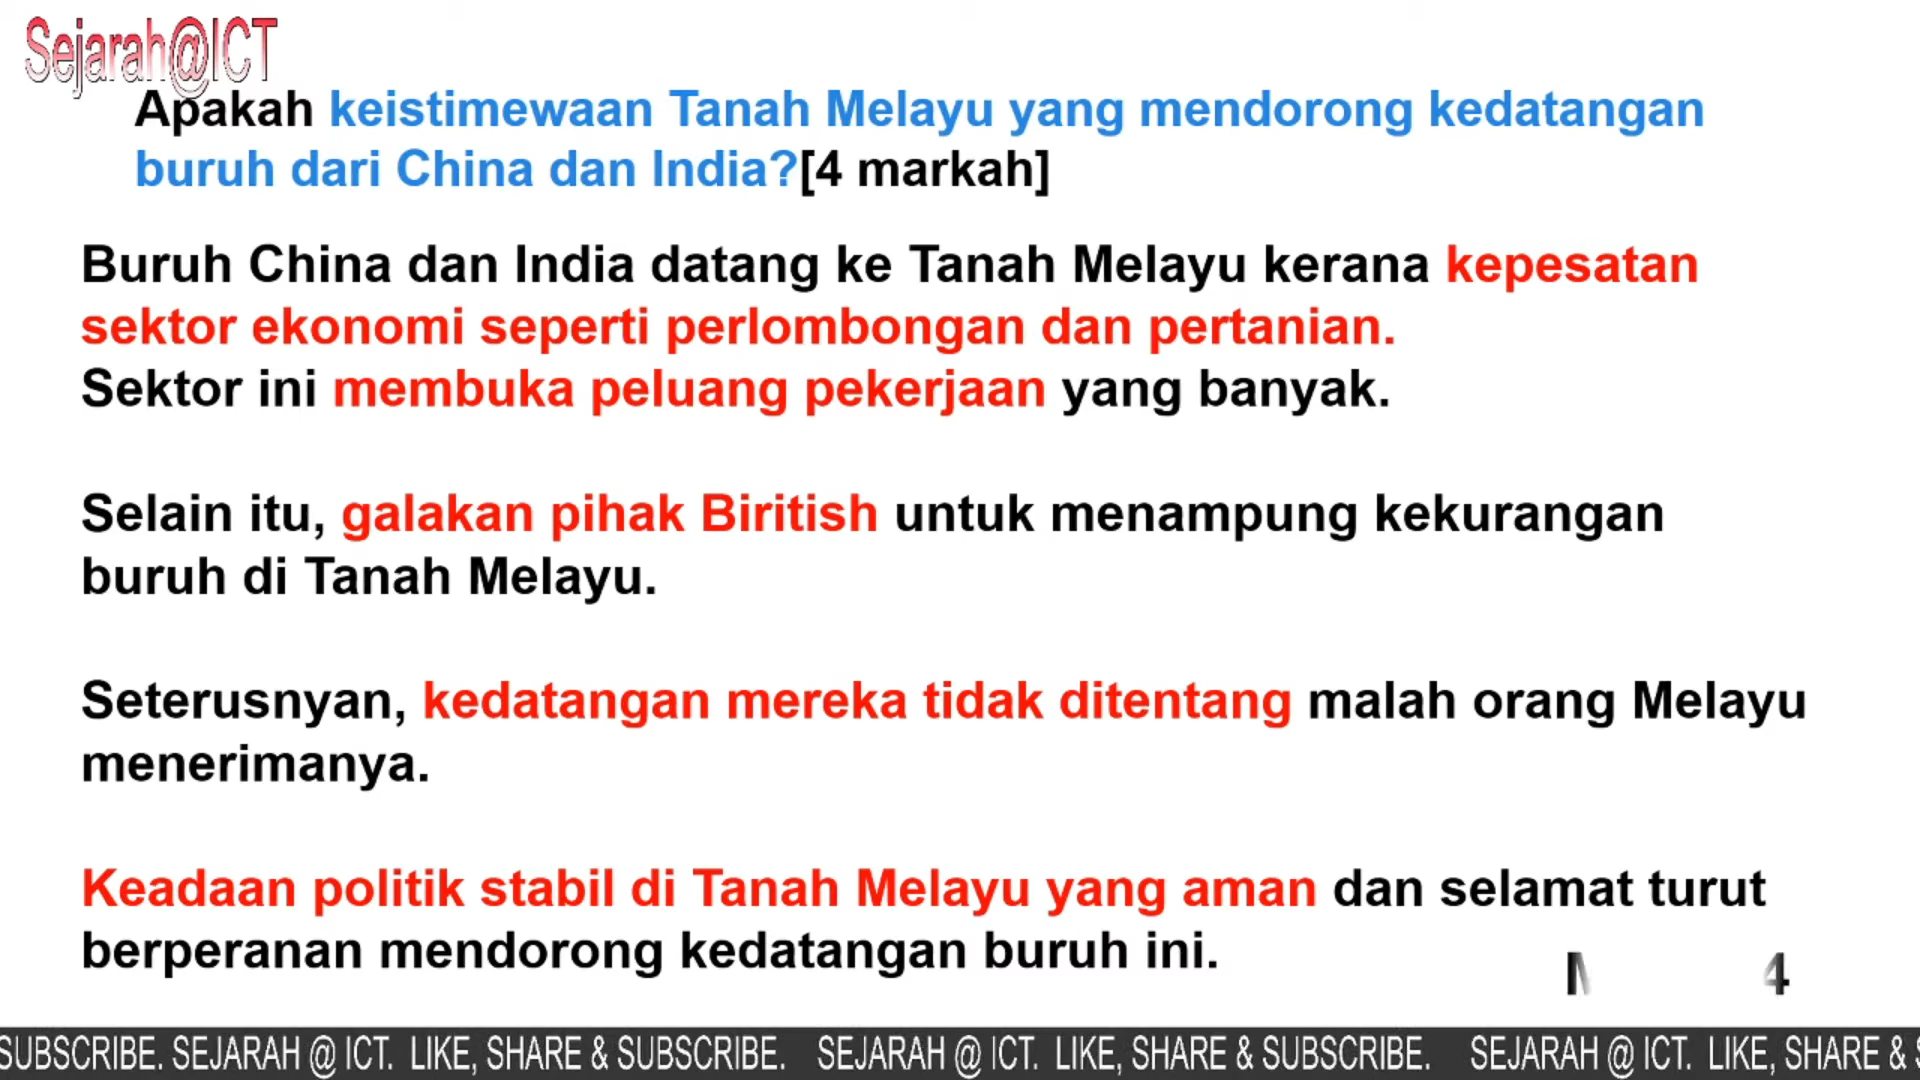 Sejarah@ICT
Apakah keistimewaan Tanah Melayu yang mendorong kedatangan
buruh dari China dan India?[4 markah]
Buruh China dan India datang ke Tanah Melayu kerana kepesatan
sektor ekonomi seperti perlombongan dan pertanian.
Sektor ini membuka peluang pekerjaan yang banyak.
Selain itu, galakan pihak Biritish untuk menampung kekurangan
buruh di Tanah Melayu.
Seterusnyan, kedatangan mereka tidak ditentang malah orang Melayu
menerimanya.
Keadaan politik stabil di Tanah Melayu yang aman dan selamat turut
berperanan mendorong kedatangan buruh ini.
4
SUBSCRIBE. SEJARAH @ ICT. LIKE, SHARE & SUBSCRIBE. SEJARAH @ ICT. LIKE, SHARE & SUBSCRIBE. SEJARAH @ ICT. LIKE, SHARE &